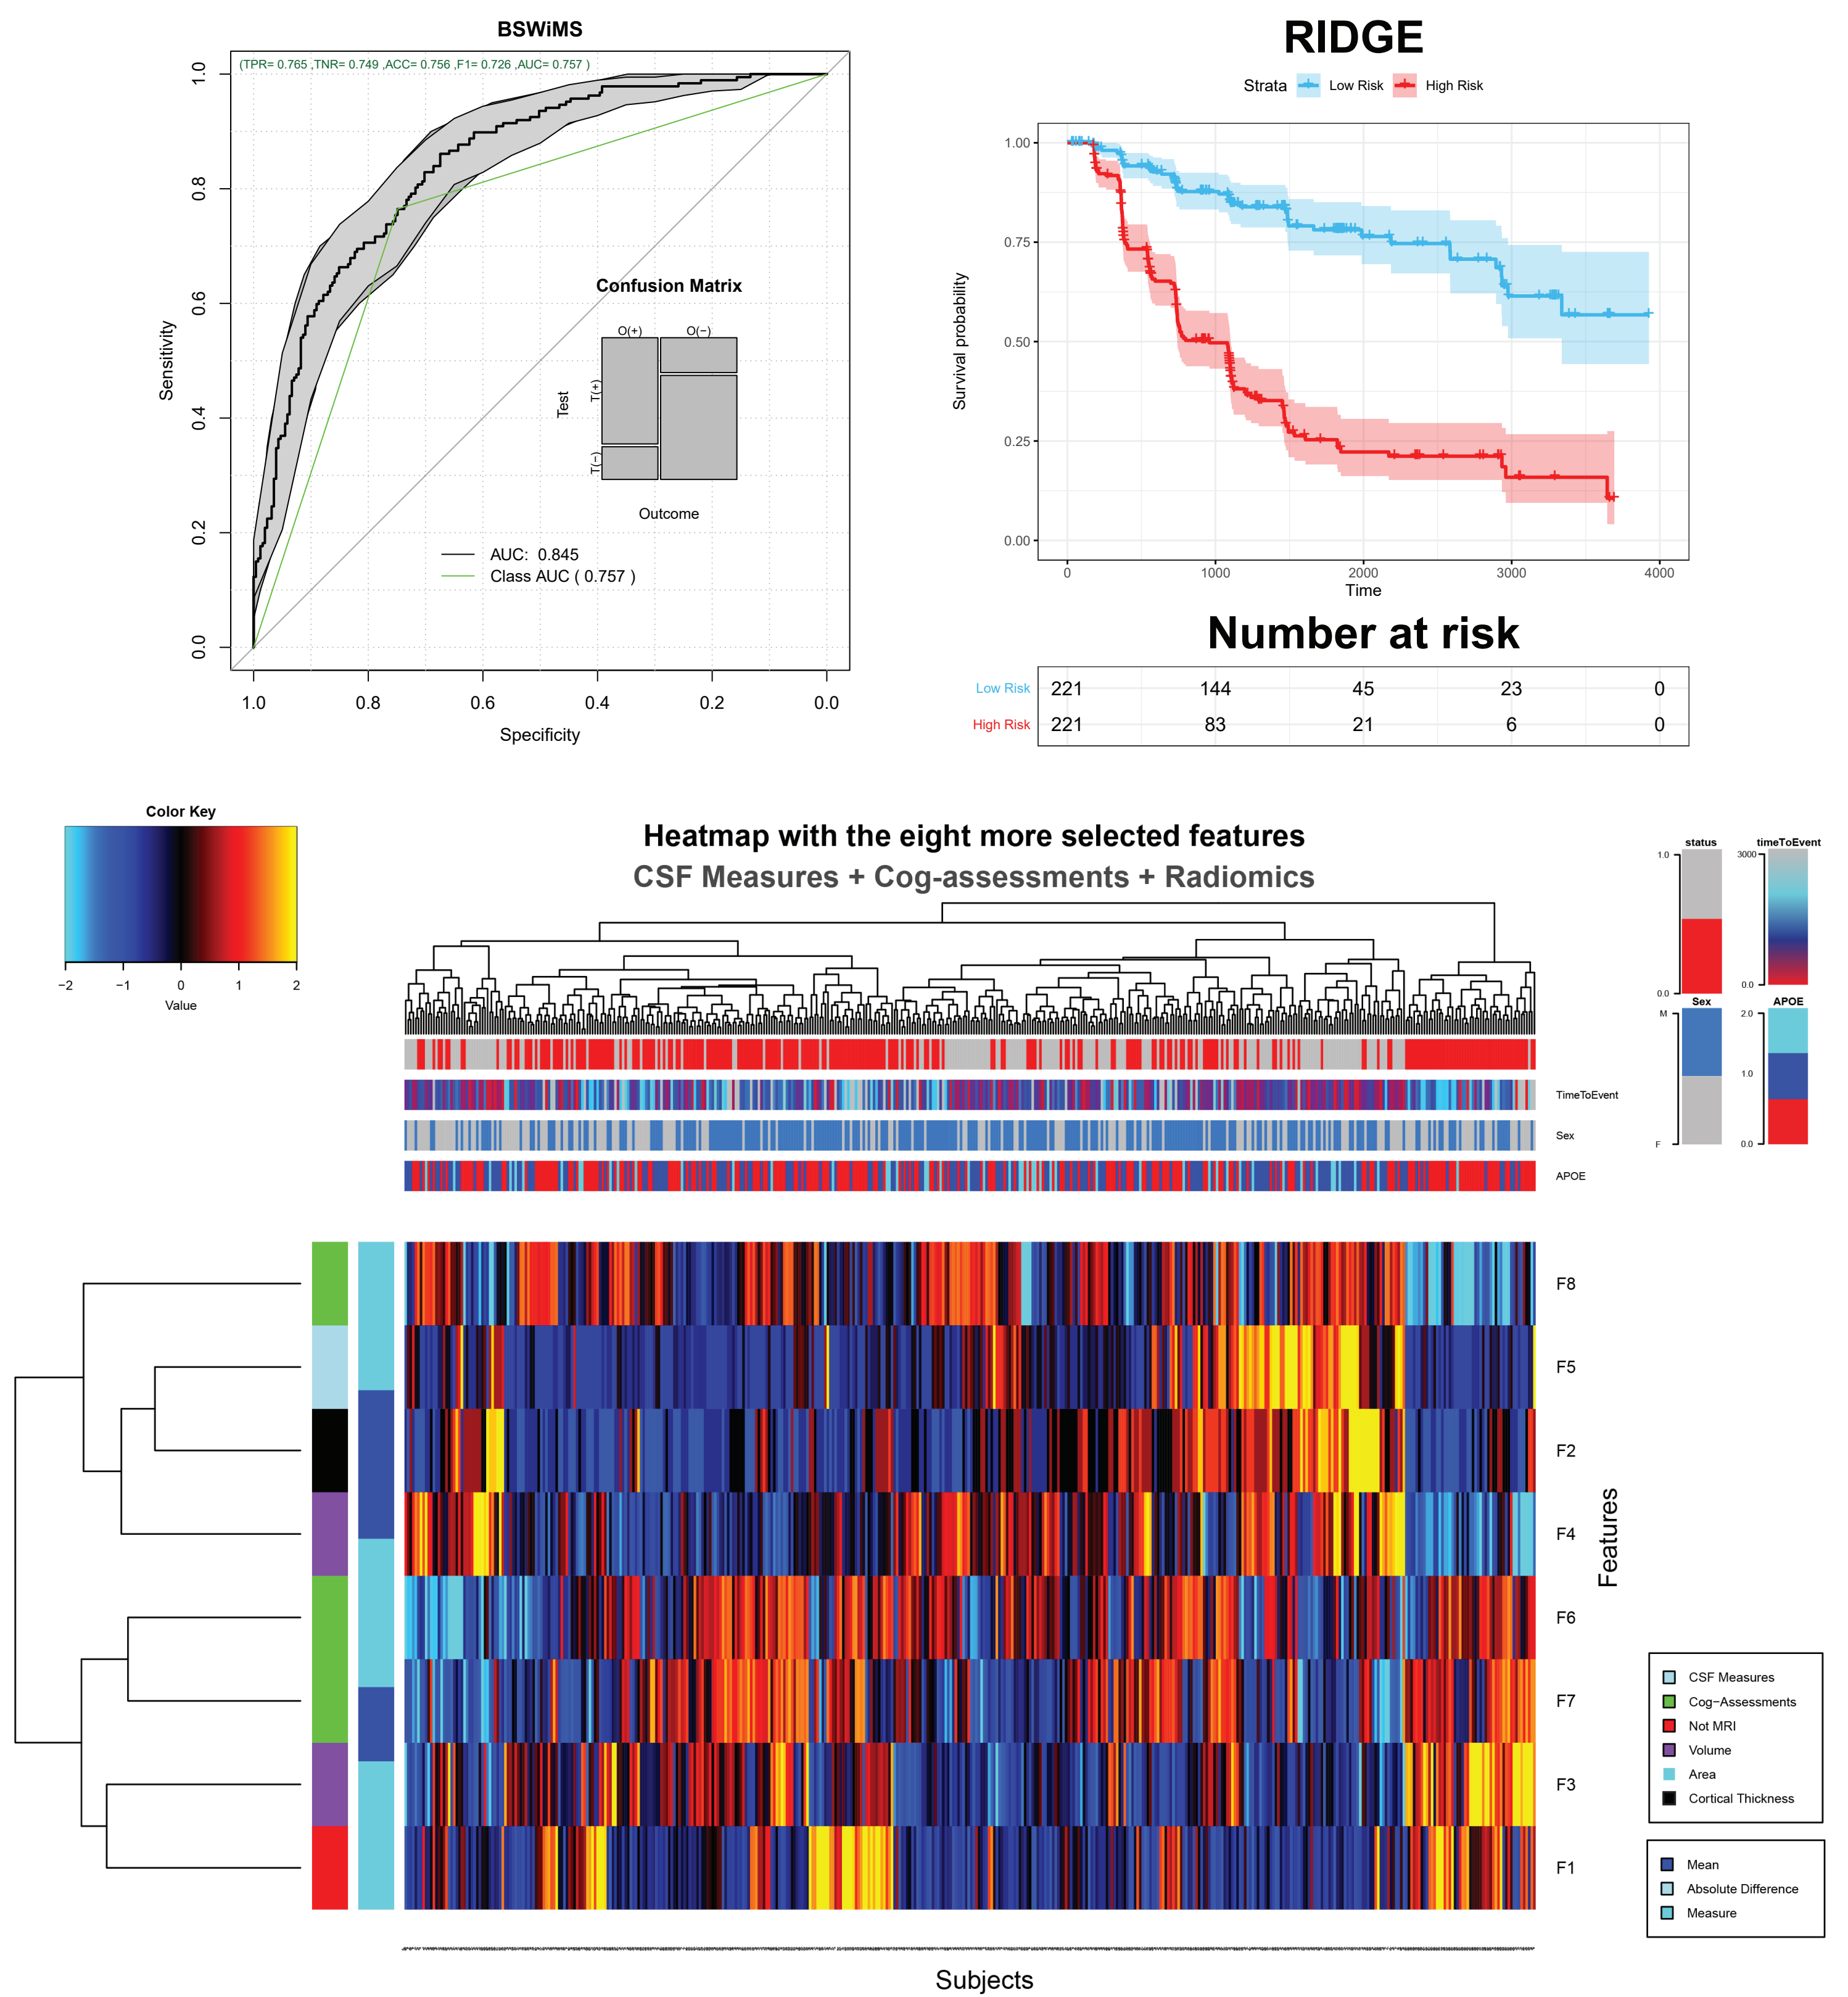 BSWiMS
(TPR= 0.765 ,TNR= 0.749 ,ACC= 0.756 ,F1= 0.726 ,AUC= 0.757 )
1.0
0.8
0.6
0.4
0.2
0.0
Sensitivity
Confusion Matrix
O(+) O(−)
Test
T(+)
T(−)
Outcome
AUC: 0.845
Class AUC ( 0.757 )
1.0 0.8 0.6 0.4 0.2 0.0
Specificity
RIDGE
Strata Low Risk High Risk
1.00
0.75
0.50
0.25
0.00
Survival probability
0 1000 2000 3000 4000
Time
Number at risk
Low Risk 221 144 45 23 0
High Risk 221 83 21 6 0
Color Key
−2 −1 0 1 2
Value
Heatmap with the eight more selected features
CSF Measures + Cog-assessments + Radiomics
status
1.0
0.0
timeToEvent
3000
0.0
Sex
M
F
APOE
2.0
1.0
0.0
TimeToEvent
Sex
APOE
F8
F5
F2
F4
F6
F7
F3
F1
Features
Subjects
CSF Measures
Cog−Assessments
Not MRI
Volume
Area
Cortical Thickness
Mean
Absolute Difference
Measure